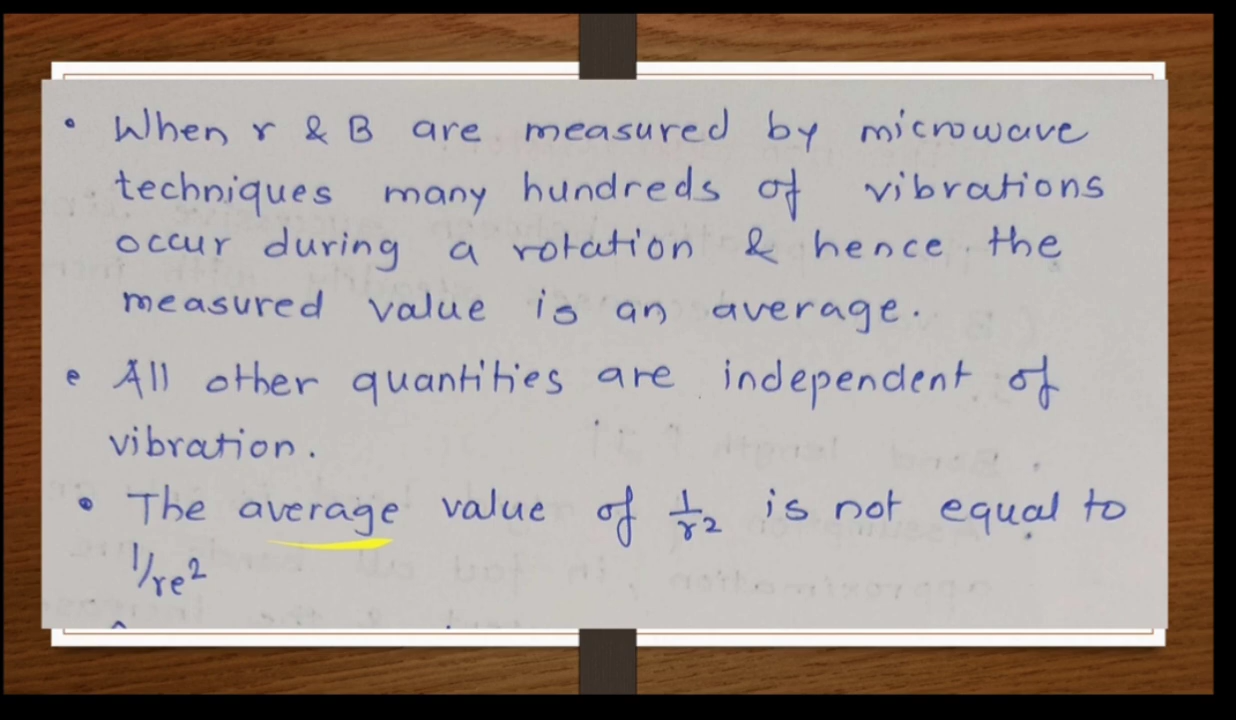 • When r & B are measured by microwave
techniques many hundreds of vibrations
occur during a rotation & hence the
measured value is an average.
• All other quantities are independent of
vibration.
• The average value of 1/r² is not equal to
1/re²